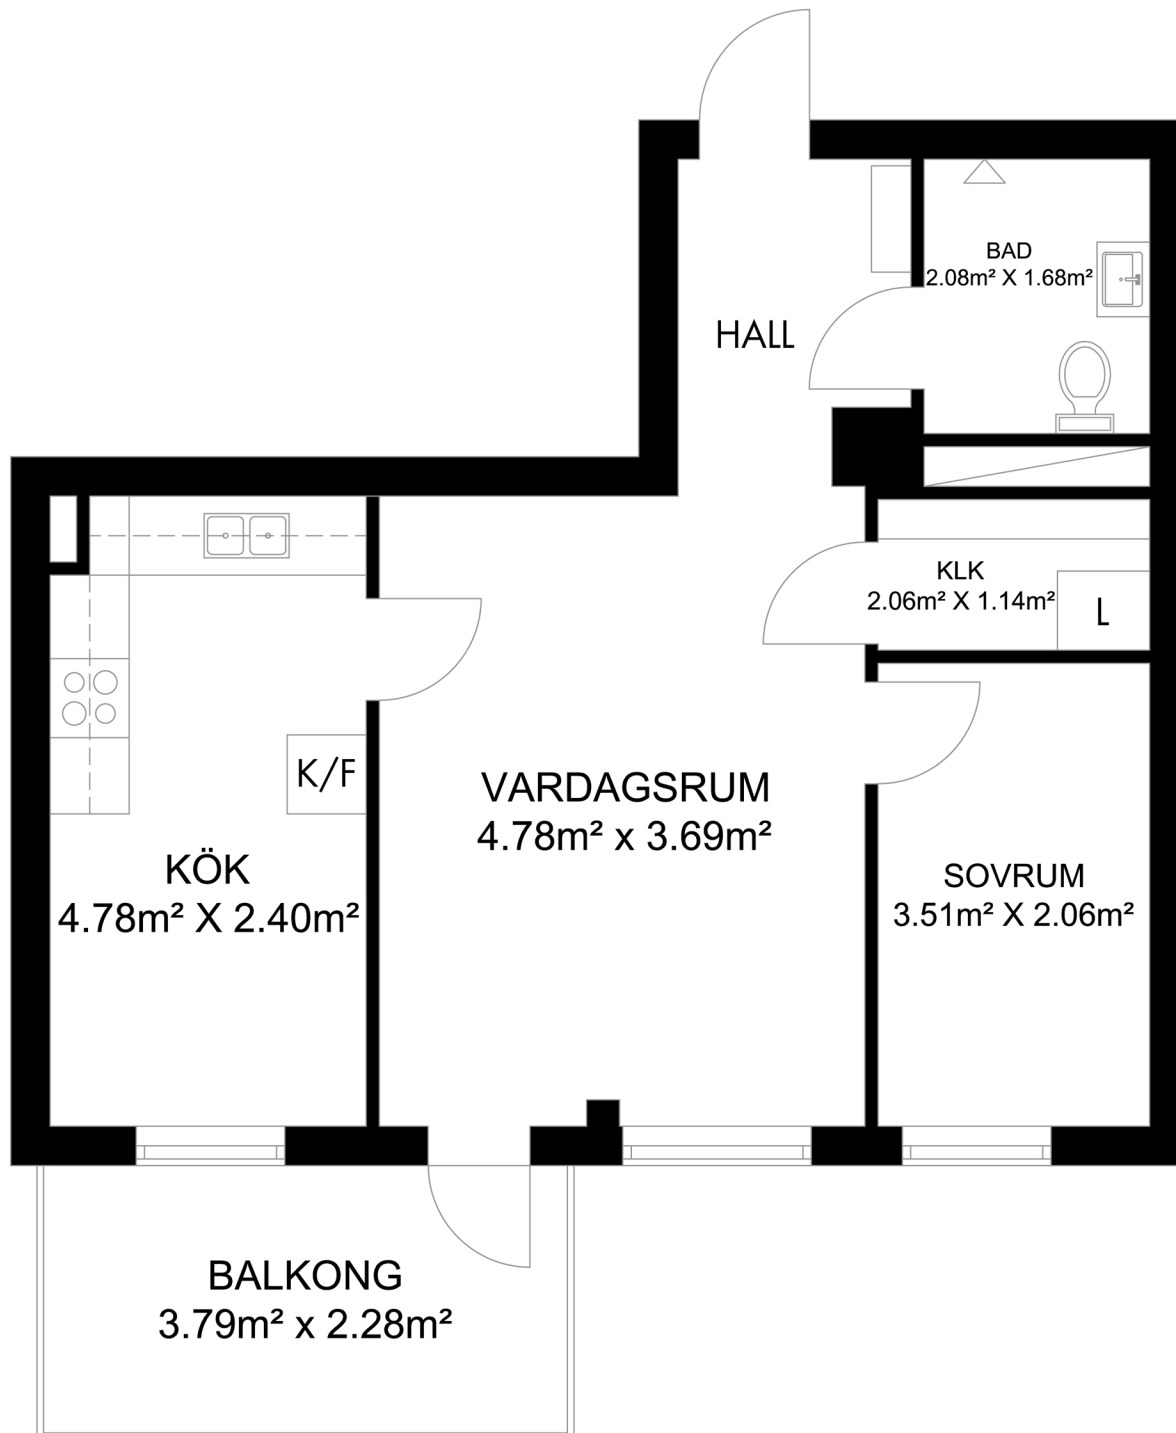 BAD
2.08m² X 1.68m²
HALL
KLK
2.06m² X 1.14m²
L
K/F
VARDAGSRUM
4.78m² x 3.69m²
KÖK
4.78m² X 2.40m²
SOVRUM
3.51m² X 2.06m²
BALKONG
3.79m² x 2.28m²